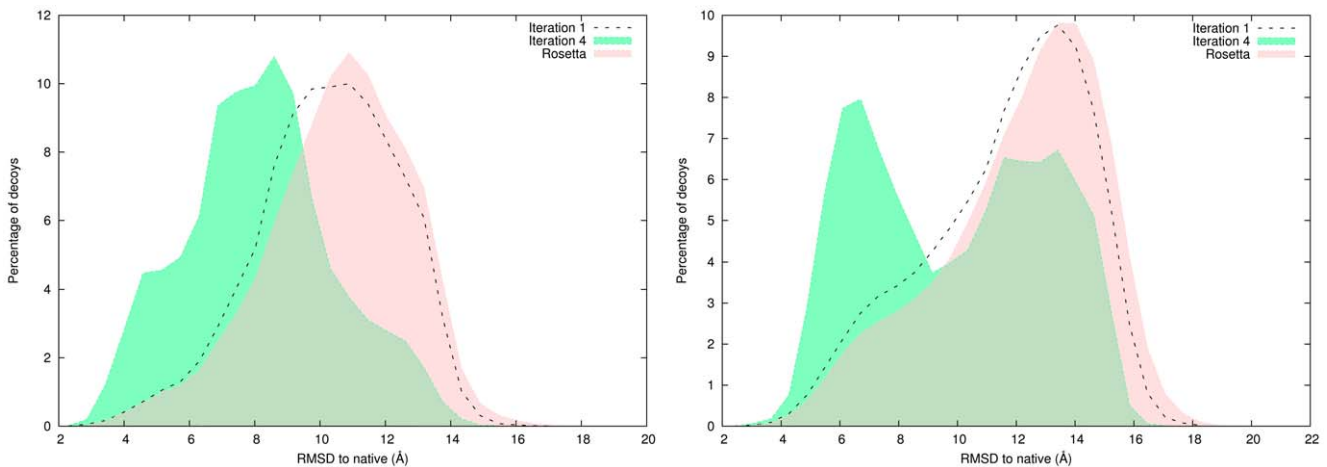 12
10
8
6
4
2
0
Percentage of decoys
Iteration 1
Iteration 4
Rosetta
2 4 6 8 10 12 14 16 18 20
RMSD to native (Å)
10
9
8
7
6
5
4
3
2
1
0
Percentage of decoys
Iteration 1
Iteration 4
Rosetta
2 4 6 8 10 12 14 16 18 20 22
RMSD to native (Å)